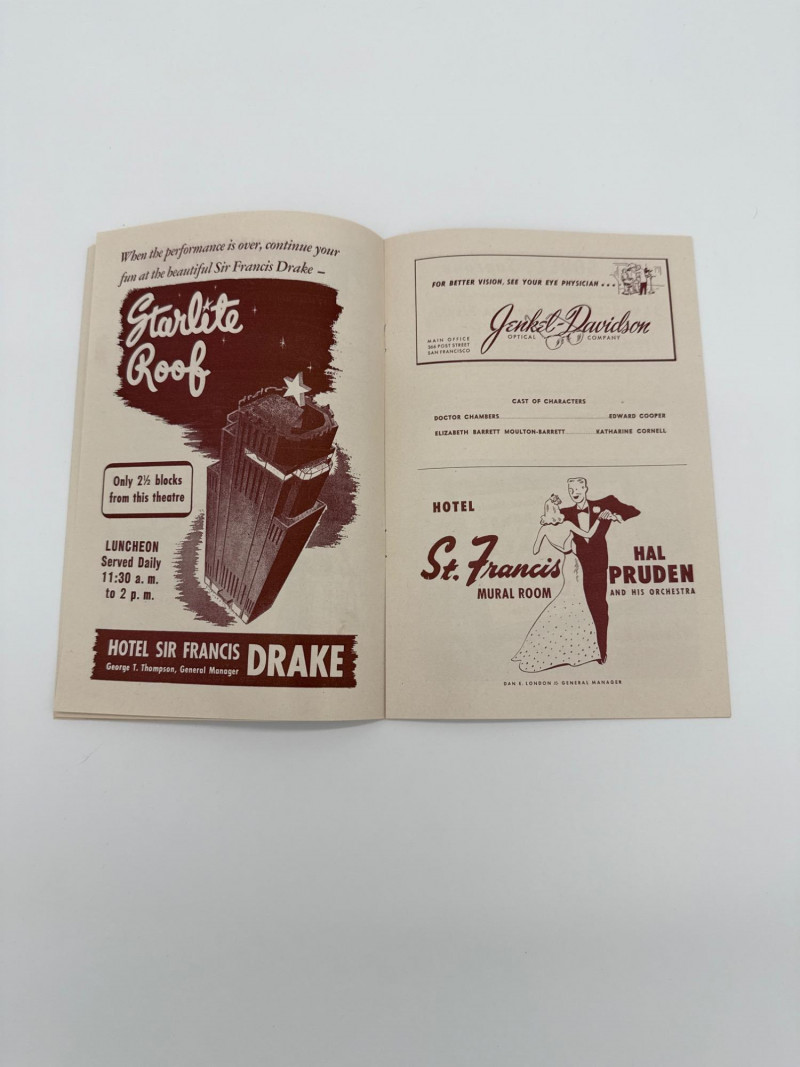 When the performance is over, continue your
fun at the beautiful Sir Francis Drake —
Starlite
Roof
Only 2½ blocks
from this theatre
LUNCHEON
Served Daily
11:30 a. m.
to 2 p. m.
HOTEL SIR FRANCIS DRAKE
George T. Thompson, General Manager
FOR BETTER VISION, SEE YOUR EYE PHYSICIAN . . .
Jenkel-Davidson
OPTICAL COMPANY
MAIN OFFICE
366 POST STREET
SAN FRANCISCO
CAST OF CHARACTERS
DOCTOR CHAMBERS EDWARD COOPER
ELIZABETH BARRETT MOULTON-BARRETT KATHARINE CORNELL
HOTEL
St. Francis
MURAL ROOM
HAL
PRUDEN
AND HIS ORCHESTRA
DAN E. LONDON GENERAL MANAGER